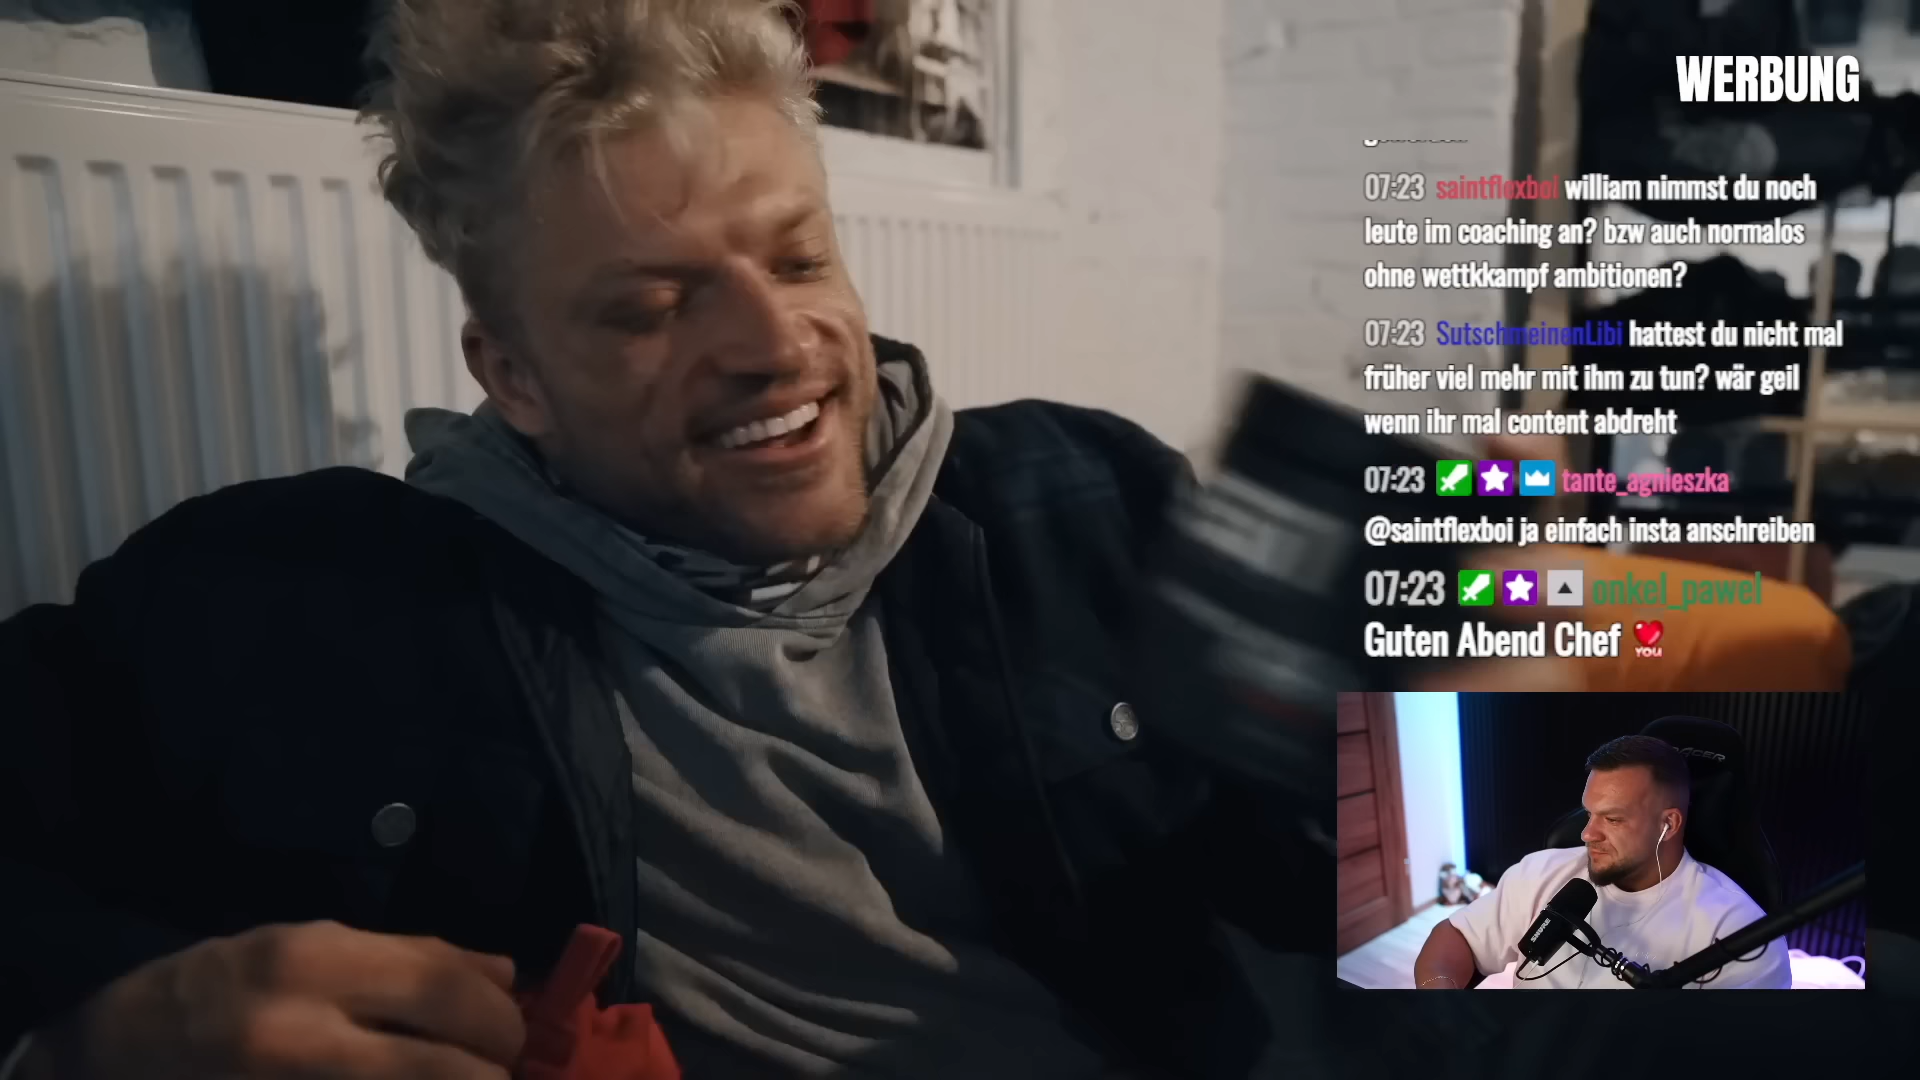 WERBUNG
07:23 saintflexboi william nimmst du noch
leute im coaching an? bzw auch normalos
ohne wettkkampf ambitionen?
07:23 SutschmeinenLibi hattest du nicht mal
früher viel mehr mit ihm zu tun? wär geil
wenn ihr mal content abdreht
07:23 tante_agnieszka
@saintflexboi ja einfach insta anschreiben
07:23 onkel_pawel
Guten Abend Chef
YOU
SHURE